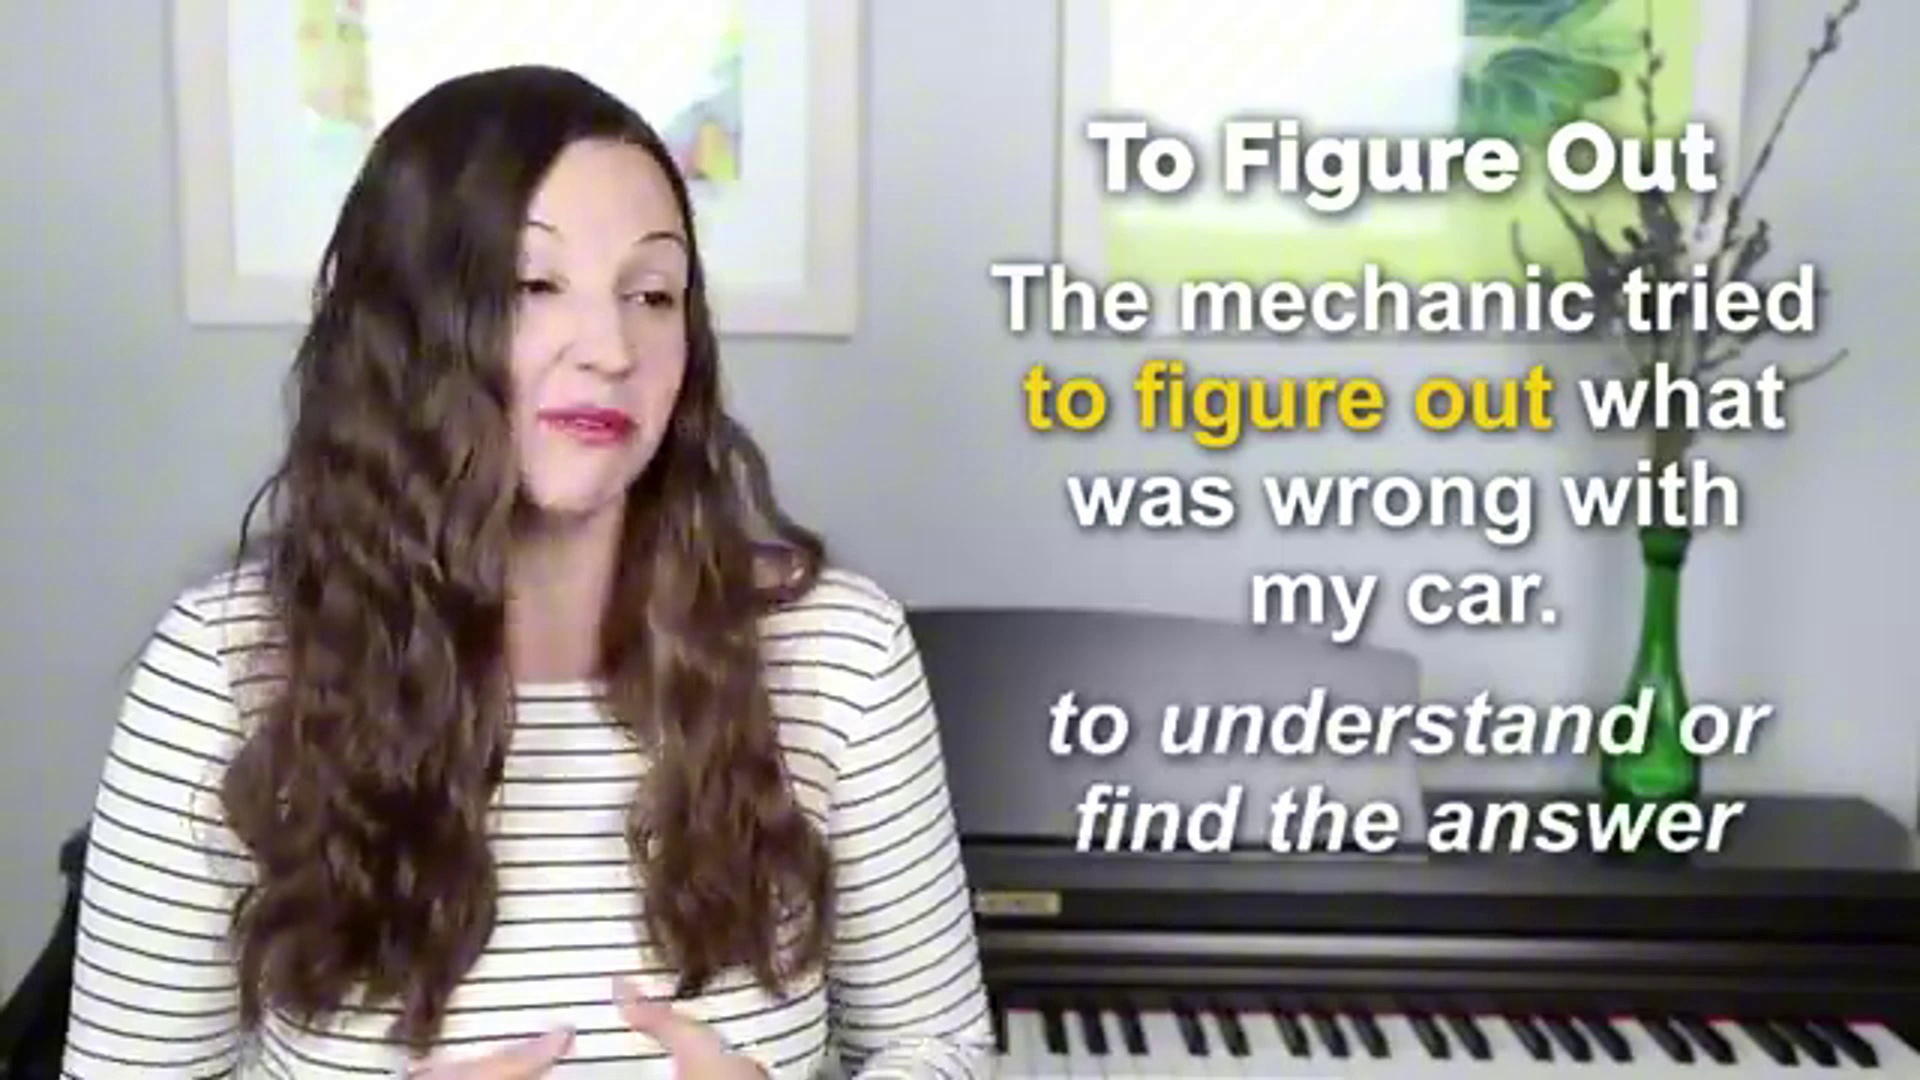 To Figure Out
The mechanic tried
to figure out what
was wrong with
my car.
to understand or
find the answer